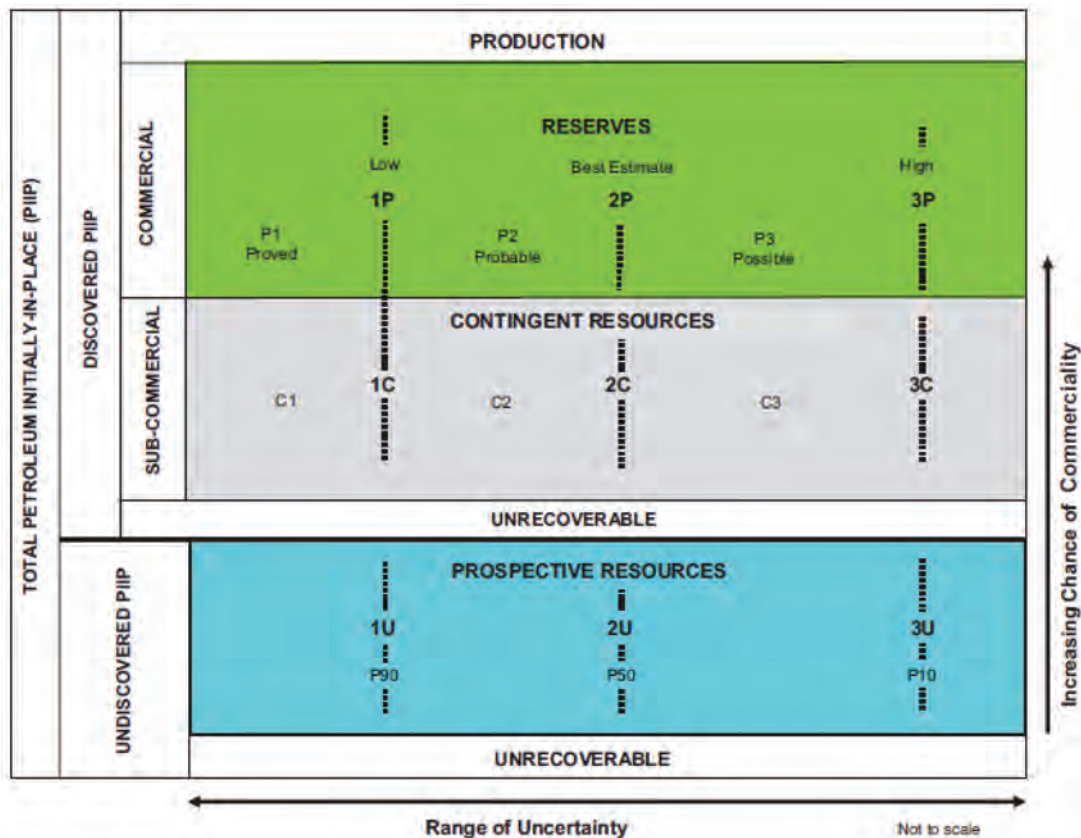 TOTAL PETROLEUM INITIALLY-IN-PLACE (PIIP)
DISCOVERED PIIP
UNDISCOVERED PIIP
COMMERCIAL
SUB-COMMERCIAL
PRODUCTION
RESERVES
Low
Best Estimate
High
1P
2P
3P
P1
Proved
P2
Probable
P3
Possible
CONTINGENT RESOURCES
1C
2C
3C
C1
C2
C3
UNRECOVERABLE
PROSPECTIVE RESOURCES
1U
2U
3U
P90
P50
P10
UNRECOVERABLE
Increasing Chance of Commerciality
Range of Uncertainty
Not to scale